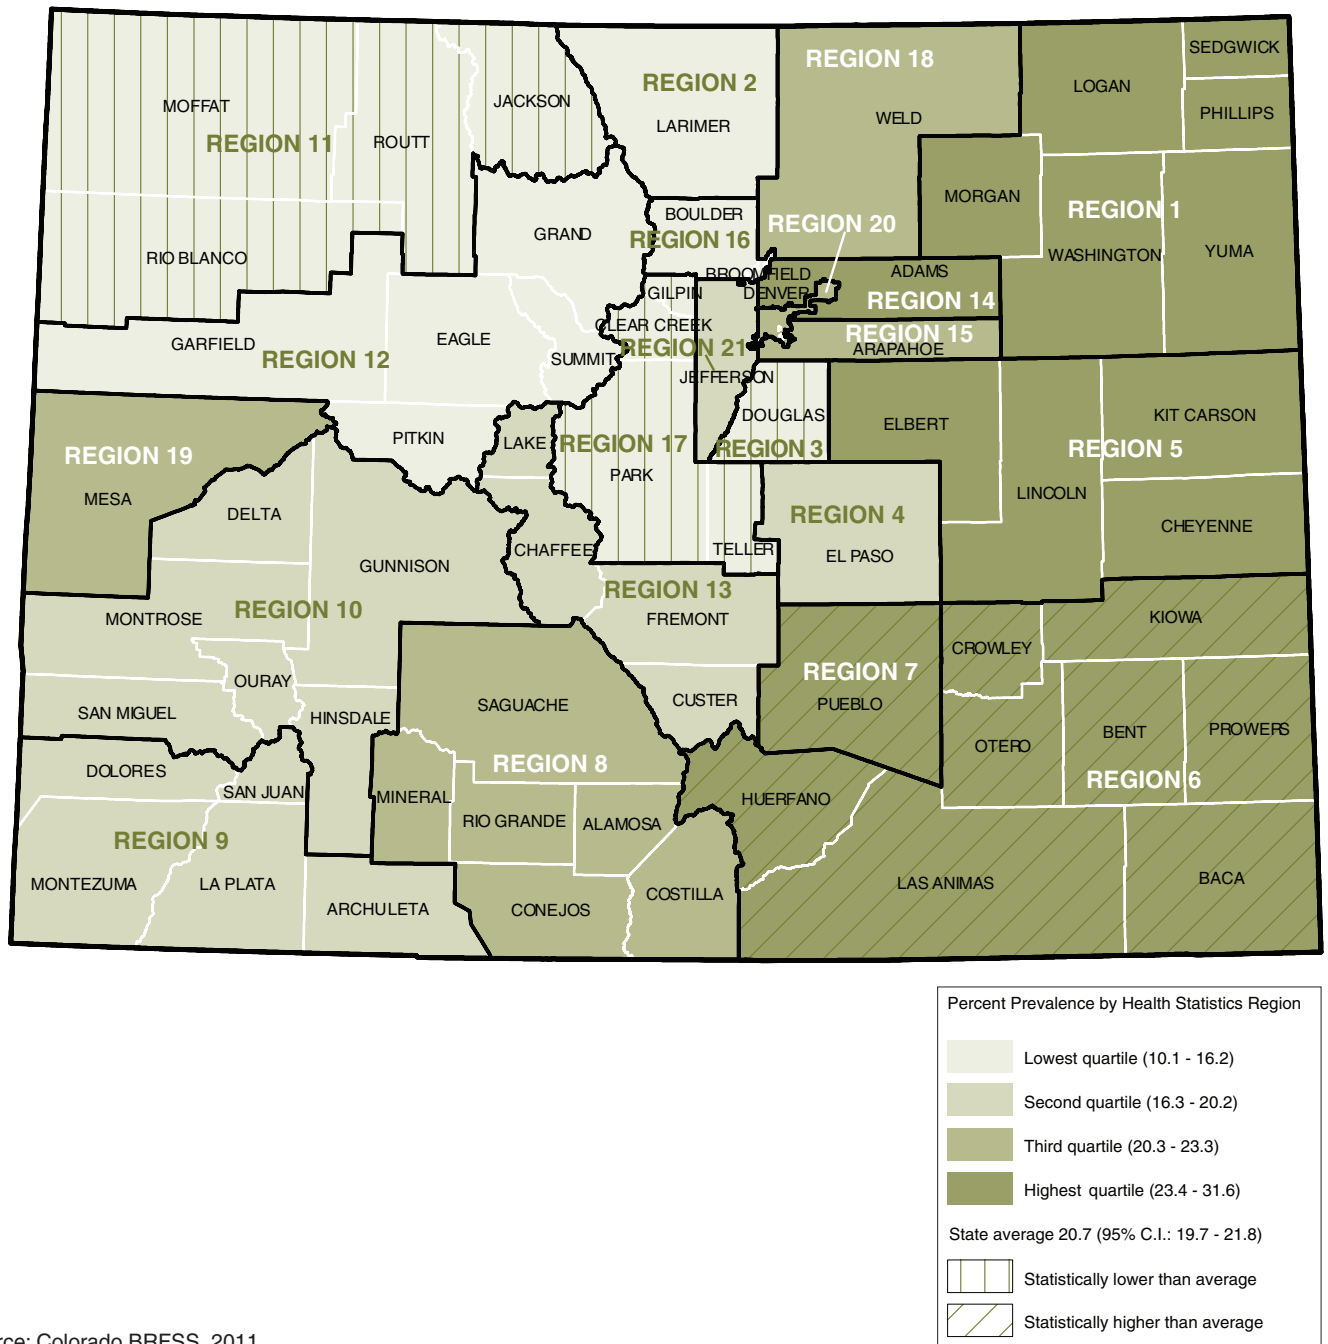 REGION 18
SEDGWICK
REGION 2
LOGAN
JACKSON
MOFFAT
PHILLIPS
WELD
LARIMER
REGION 11
ROUTT
MORGAN
REGION 1
BOULDER
REGION 20
GRAND
REGION 16
YUMA
WASHINGTON
RIO BLANCO
BROOMFIELD
ADAMS
GILPIN
DENVER
REGION 14
CLEAR CREEK
REGION 15
GARFIELD
EAGLE
REGION 21
ARAPAHOE
REGION 12
SUMMIT
JEFFERSON
DOUGLAS
KIT CARSON
ELBERT
PITKIN
LAKE
REGION 17
REGION 3
REGION 5
REGION 19
PARK
LINCOLN
MESA
DELTA
REGION 4
CHEYENNE
CHAFFEE
TELLER
EL PASO
GUNNISON
REGION 13
REGION 10
MONTROSE
FREMONT
KIOWA
CROWLEY
REGION 7
OURAY
CUSTER
SAGUACHE
PUEBLO
SAN MIGUEL
HINSDALE
PROWERS
BENT
OTERO
REGION 8
DOLORES
REGION 6
SAN JUAN
MINERAL
HUERFANO
RIO GRANDE
ALAMOSA
REGION 9
MONTEZUMA
LA PLATA
LAS ANIMAS
BACA
COSTILLA
ARCHULETA
CONEJOS
Percent Prevalence by Health Statistics Region
Lowest quartile (10.1 - 16.2)
Second quartile (16.3 - 20.2)
Third quartile (20.3 - 23.3)
Highest quartile (23.4 - 31.6)
State average 20.7 (95% C.I.: 19.7 - 21.8)
Statistically lower than average
Statistically higher than average
rce: Colorado BRFSS, 2011